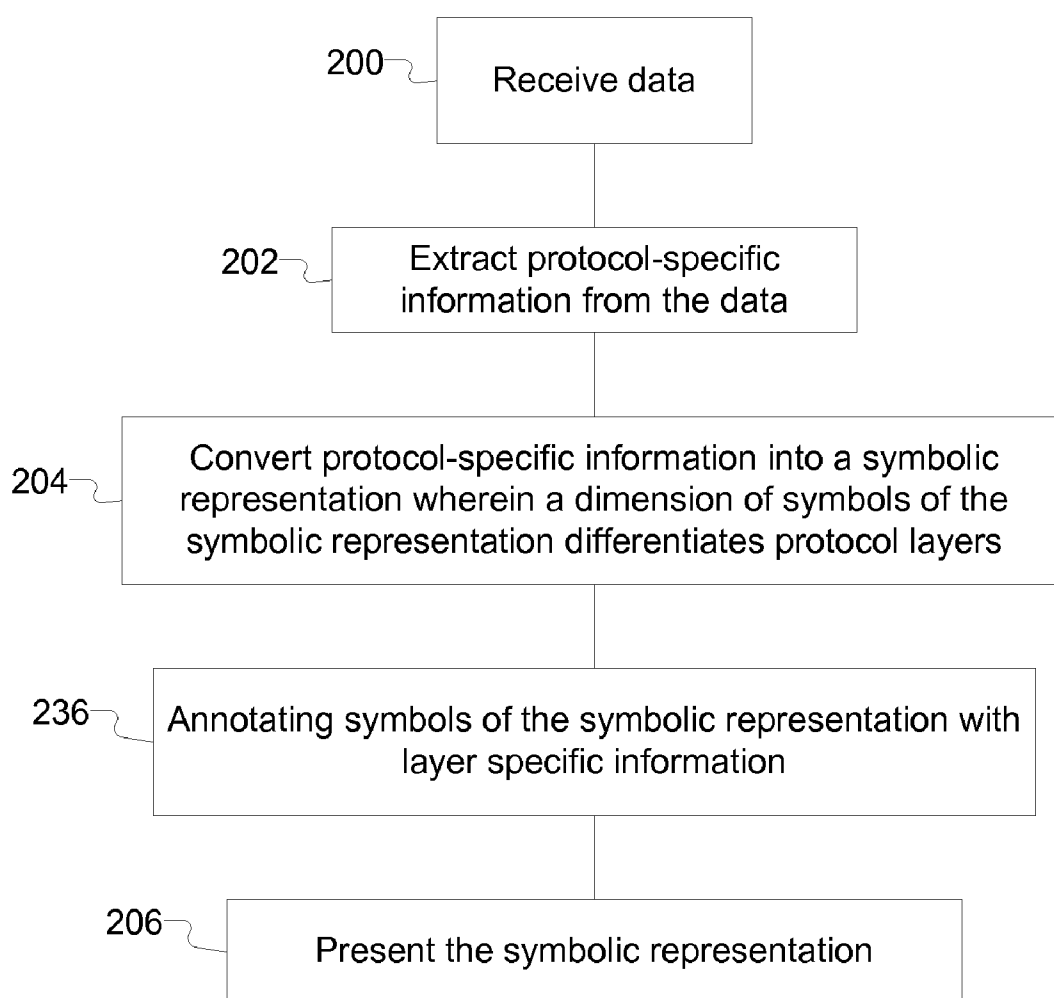 200
Receive data
202
Extract protocol-specific
information from the data
204
Convert protocol-specific information into a symbolic
representation wherein a dimension of symbols of the
symbolic representation differentiates protocol layers
236
Annotating symbols of the symbolic representation with
layer specific information
206
Present the symbolic representation